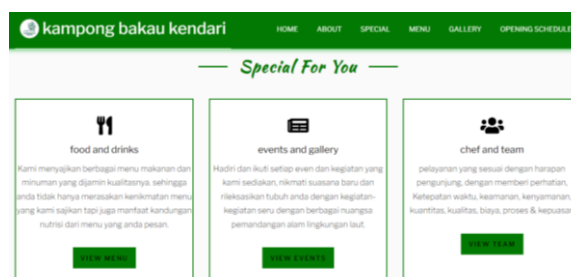 kampong bakau kendari
HOME ABOUT SPECIAL MENU GALLERY OPENING SCHEDULE
Special For You
food and drinks
Kami menyajikan berbagai menu makanan dan
minuman yang dijamin kualitasnya. sehingga
anda tidak hanya merasakan kenikmatan menu
yang kami sajikan tapi juga manfaat kandungan
nutrisi dari menu yang anda pesan.
VIEW MENU
events and gallery
Hadiri dan ikuti setiap even dan kegiatan yang
kami sediakan, nikmati suasana baru dan
rileksasikan tubuh anda dengan kegiatan-
kegiatan seru dengan berbagai nuangsa
pemandangan alam lingkungan laut.
VIEW EVENTS
chef and team
pelayanan yang sesuai dengan harapan
pengunjung, dengan memberi perhatian,
Ketepatan waktu, keamanan, kenyamanan,
kuantitas, kualitas, biaya, proses & kepuasan
VIEW TEAM